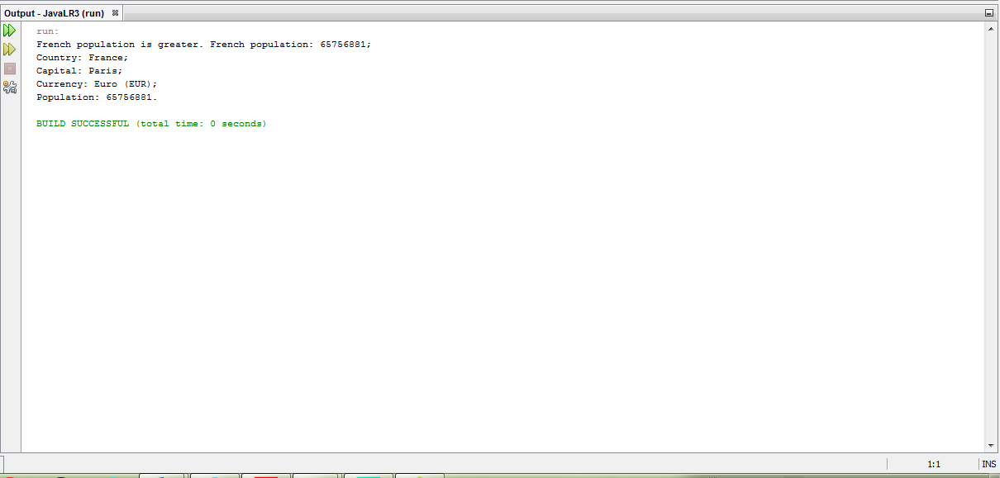 Output - JavaLR3 (run)
run:
French population is greater. French population: 65756881;
Country: France;
Capital: Paris;
Currency: Euro (EUR);
Population: 65756881.
BUILD SUCCESSFUL (total time: 0 seconds)
1:1 INS